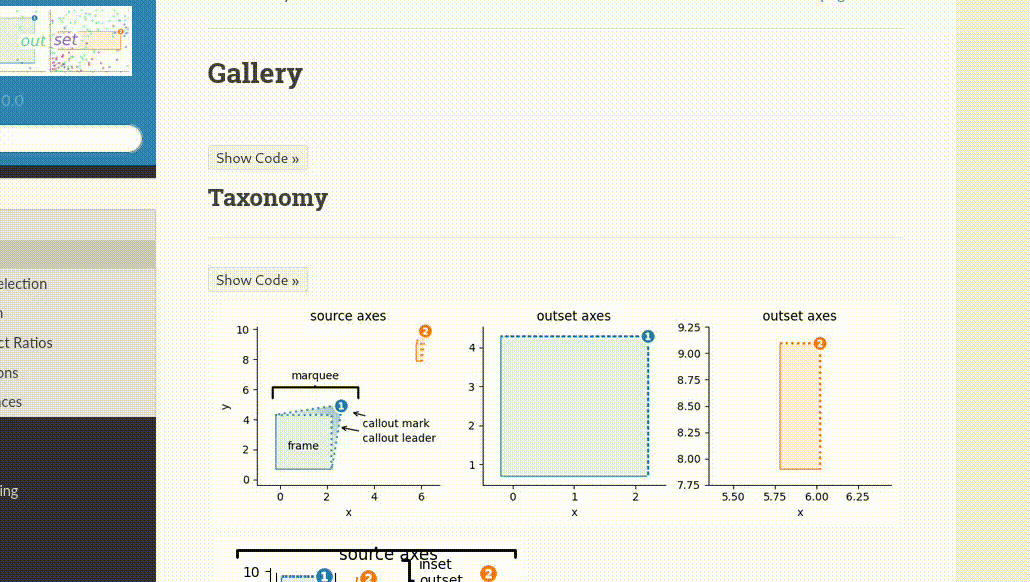 out set
0.0
Gallery
Show Code »
Taxonomy
Show Code »
election
n
ct Ratios
ons
nces
ing
source axes
outset axes
outset axes
10
8
6
4
2
0
y
2
1
marquee
callout mark
callout leader
frame
0
2
4
6
x
4
3
2
1
1
0
1
2
x
9.25
9.00
8.75
8.50
8.25
8.00
7.75
2
5.50
5.75
6.00
6.25
x
source axes
10
1
2
inset
outset
2